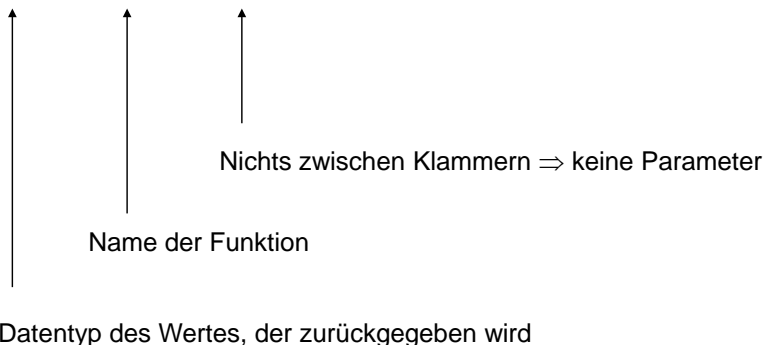 Nichts zwischen Klammern ⇒ keine Parameter
Name der Funktion
Datentyp des Wertes, der zurückgegeben wird